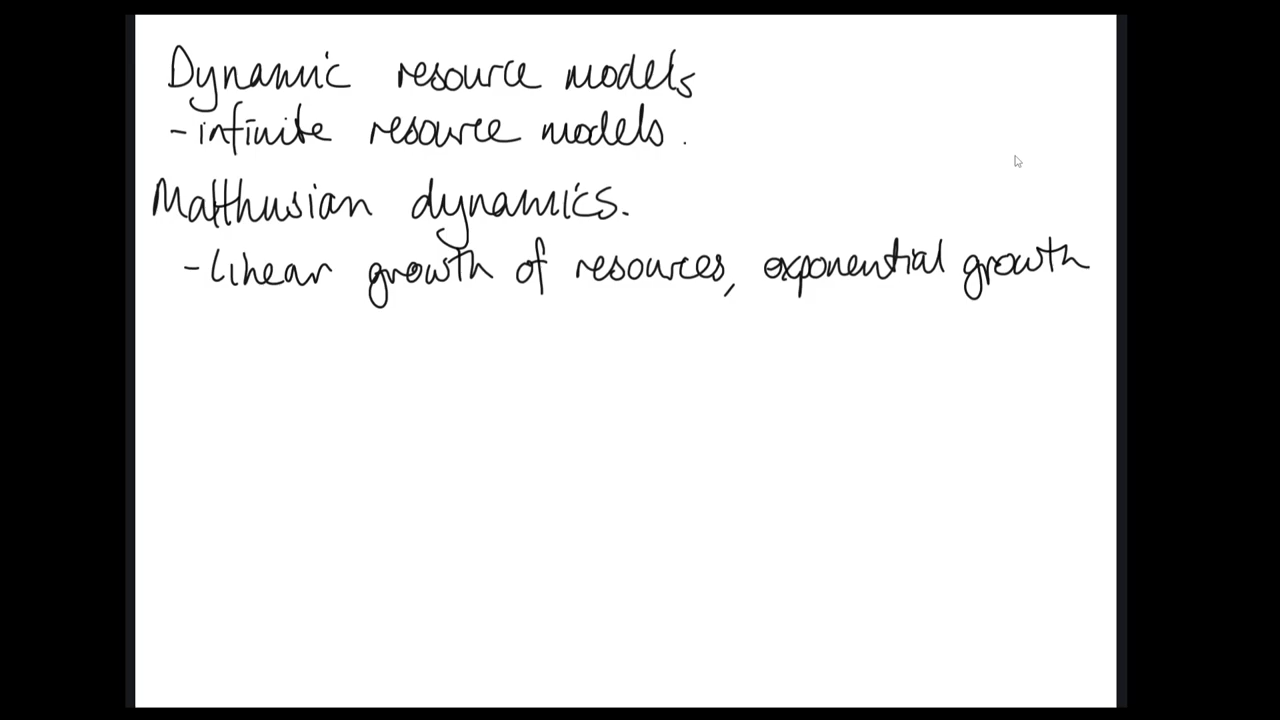 Dynamic resource models
- infinite resource models.
Malthusian dynamics.
- linear growth of resources, exponential growth